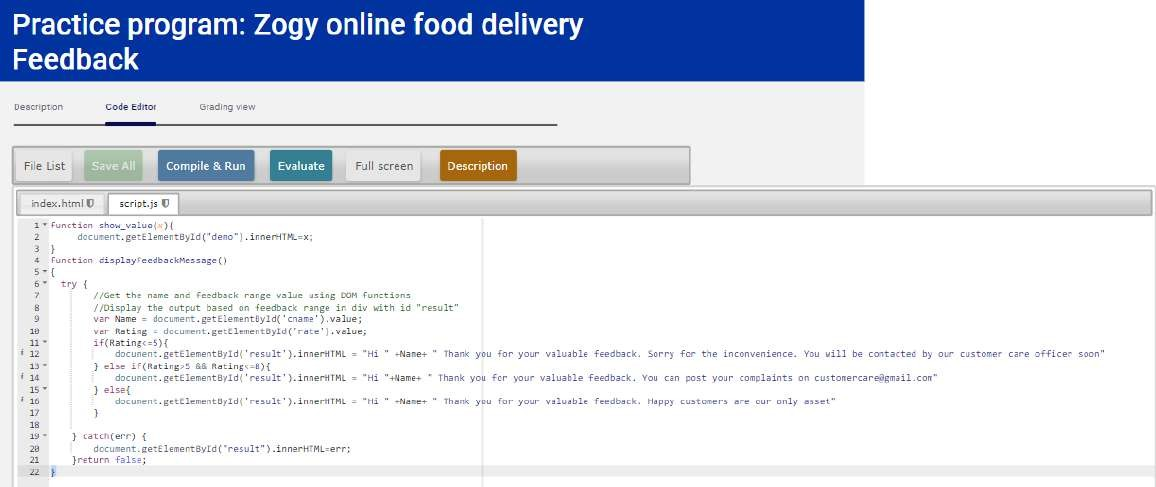 Practice program: Zogy online food delivery
Feedback
Description Code Editor Grading view
File List Save All Compile & Run Evaluate Full screen Description
index.html script.js
1 function show_value(x){
2 document.getElementById("demo").innerHTML=x;
3 }
4 function displayFeedbackMessage()
5 {
6 try {
7 //Get the name and feedback range value using DOM functions
8 //Display the output based on feedback range in div with id "result"
9 var Name = document.getElementById('cname').value;
10 var Rating = document.getElementById('rate').value;
11 if(Rating<=5){
i 12 document.getElementById('result').innerHTML = "Hi " +Name+ " Thank you for your valuable feedback. Sorry for the inconvenience. You will be contacted by our customer care officer soon"
13 } else if(Rating>5 && Rating<=8){
i 14 document.getElementById('result').innerHTML = "Hi "+Name+ " Thank you for your valuable feedback. You can post your complaints on customercare@gmail.com"
15 } else{
i 16 document.getElementById('result').innerHTML = "Hi " +Name+ " Thank you for your valuable feedback. Happy customers are our only asset"
17 }
18
19 } catch(err) {
20 document.getElementById("result").innerHTML=err;
21 }return false;
22 }